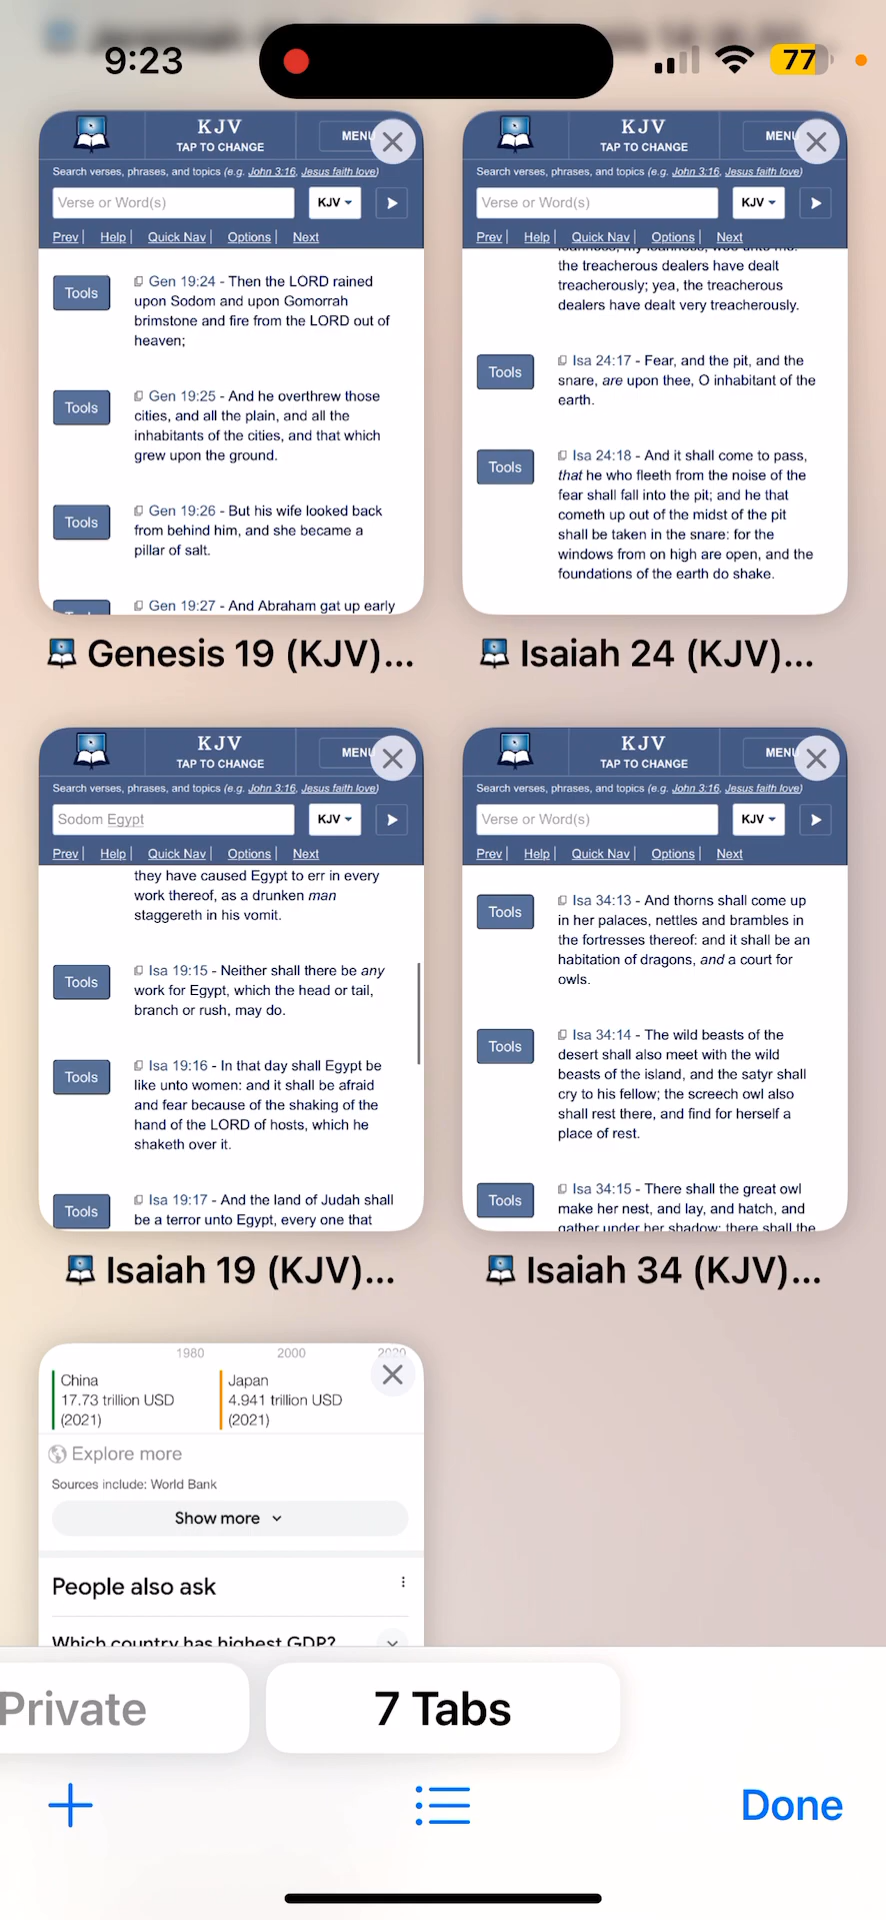 9:23
77
KJV
TAP TO CHANGE
MENU
Search verses, phrases, and topics (e.g. John 3:16, Jesus faith love)
Verse or Word(s)
KJV
Prev | Help | Quick Nav | Options | Next
Tools
Gen 19:24 - Then the LORD rained
upon Sodom and upon Gomorrah
brimstone and fire from the LORD out of
heaven;
Tools
Gen 19:25 - And he overthrew those
cities, and all the plain, and all the
inhabitants of the cities, and that which
grew upon the ground.
Tools
Gen 19:26 - But his wife looked back
from behind him, and she became a
pillar of salt.
Gen 19:27 - And Abraham gat up early
Genesis 19 (KJV)...
KJV
TAP TO CHANGE
MENU
Search verses, phrases, and topics (e.g. John 3:16, Jesus faith love)
Verse or Word(s)
KJV
Prev | Help | Quick Nav | Options | Next
the treacherous dealers have dealt
treacherously; yea, the treacherous
dealers have dealt very treacherously.
Tools
Isa 24:17 - Fear, and the pit, and the
snare, are upon thee, O inhabitant of the
earth.
Tools
Isa 24:18 - And it shall come to pass,
that he who fleeth from the noise of the
fear shall fall into the pit; and he that
cometh up out of the midst of the pit
shall be taken in the snare: for the
windows from on high are open, and the
foundations of the earth do shake.
Isaiah 24 (KJV)...
KJV
TAP TO CHANGE
MENU
Search verses, phrases, and topics (e.g. John 3:16, Jesus faith love)
Sodom Egypt
KJV
Prev | Help | Quick Nav | Options | Next
they have caused Egypt to err in every
work thereof, as a drunken man
staggereth in his vomit.
Tools
Isa 19:15 - Neither shall there be any
work for Egypt, which the head or tail,
branch or rush, may do.
Tools
Isa 19:16 - In that day shall Egypt be
like unto women: and it shall be afraid
and fear because of the shaking of the
hand of the LORD of hosts, which he
shaketh over it.
Tools
Isa 19:17 - And the land of Judah shall
be a terror unto Egypt, every one that
Isaiah 19 (KJV)...
KJV
TAP TO CHANGE
MENU
Search verses, phrases, and topics (e.g. John 3:16, Jesus faith love)
Verse or Word(s)
KJV
Prev | Help | Quick Nav | Options | Next
Tools
Isa 34:13 - And thorns shall come up
in her palaces, nettles and brambles in
the fortresses thereof: and it shall be an
habitation of dragons, and a court for
owls.
Tools
Isa 34:14 - The wild beasts of the
desert shall also meet with the wild
beasts of the island, and the satyr shall
cry to his fellow; the screech owl also
shall rest there, and find for herself a
place of rest.
Tools
Isa 34:15 - There shall the great owl
make her nest, and lay, and hatch, and
gather under her shadow: there shall the
Isaiah 34 (KJV)...
1980 2000 2020
China
17.73 trillion USD
(2021)
Japan
4.941 trillion USD
(2021)
Explore more
Sources include: World Bank
Show more
People also ask
Which country has highest GDP?
Private
7 Tabs
Done